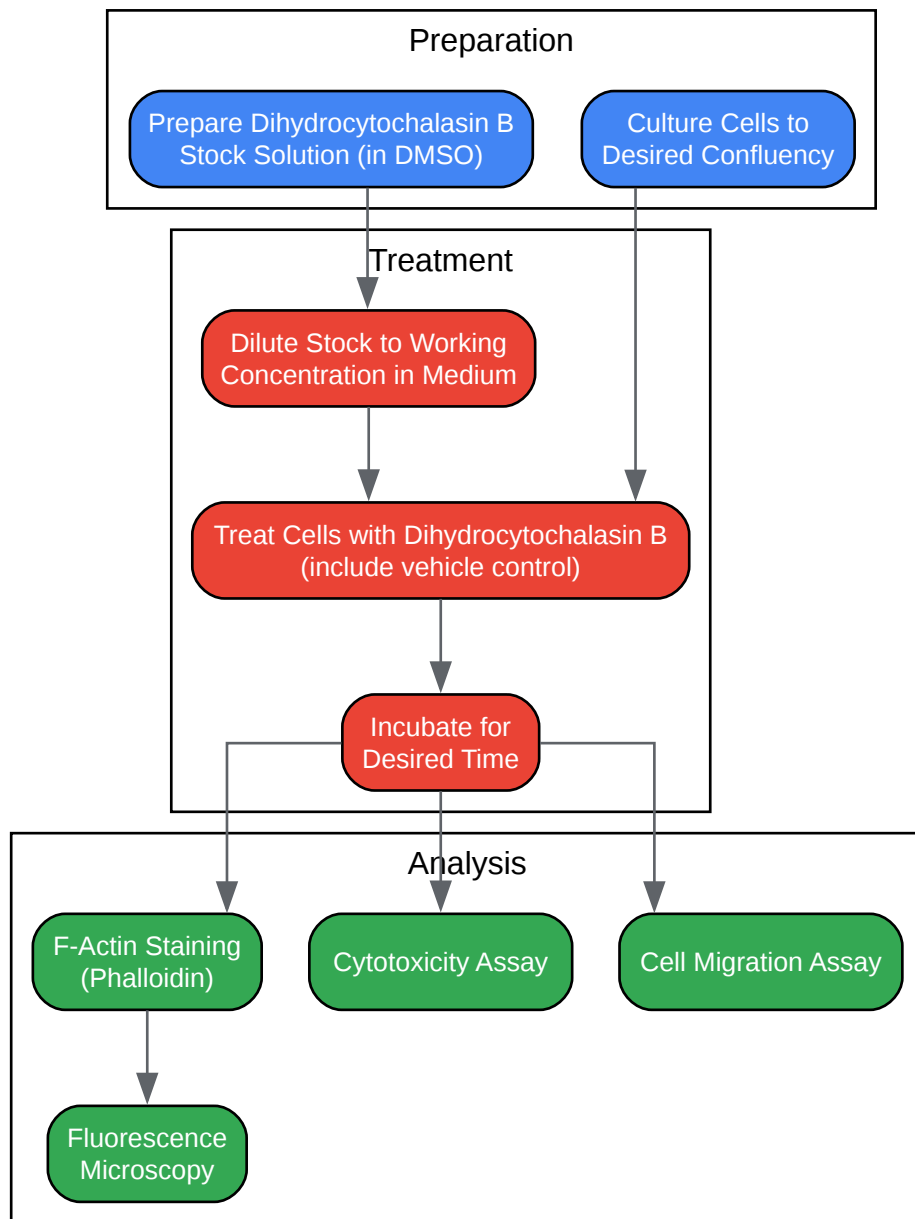 Preparation
Prepare Dihydrocytochalasin B
Stock Solution (in DMSO)
Culture Cells to
Desired Confluency
Treatment
Dilute Stock to Working
Concentration in Medium
Treat Cells with Dihydrocytochalasin B
(include vehicle control)
Incubate for
Desired Time
Analysis
F-Actin Staining
(Phalloidin)
Cytotoxicity Assay
Cell Migration Assay
Fluorescence
Microscopy